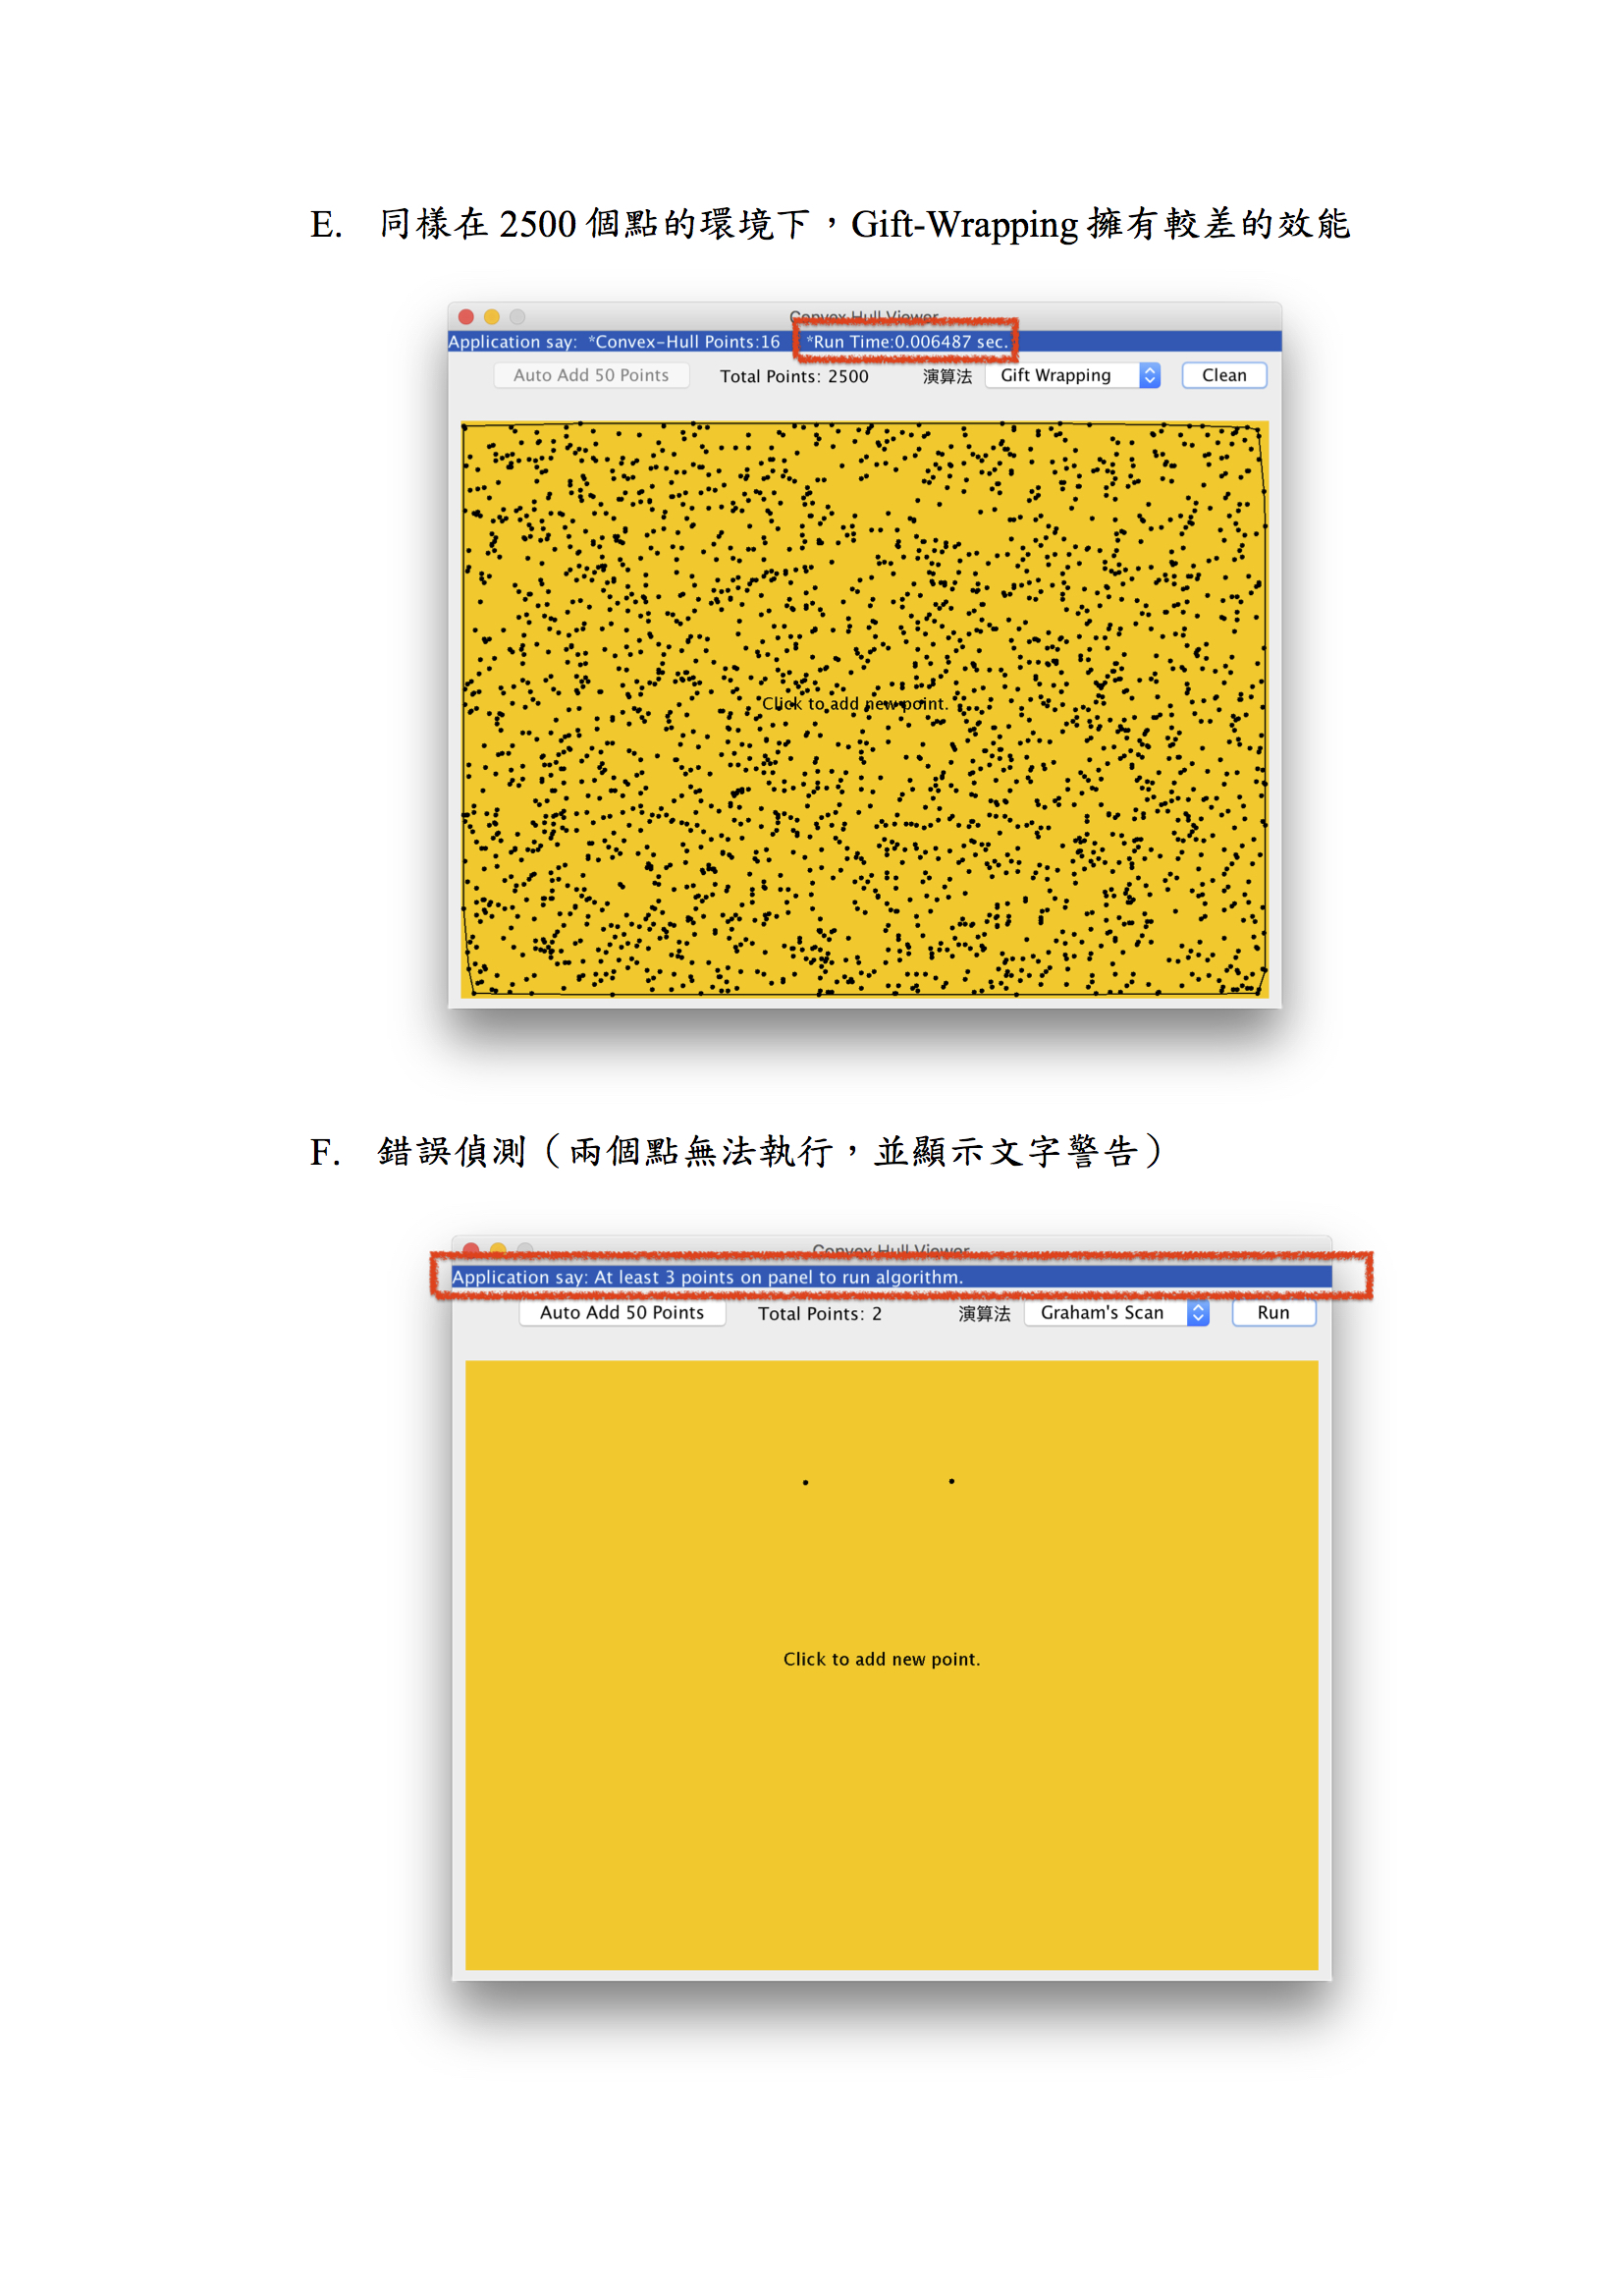 E. 同樣在 2500 個點的環境下，Gift-Wrapping 擁有較差的效能
Convex Hull Viewer
Application say: *Convex-Hull Points:16 *Run Time:0.006487 sec.
Auto Add 50 Points Total Points: 2500 演算法 Gift Wrapping Clean
Click to add new point.
F. 錯誤偵測（兩個點無法執行，並顯示文字警告）
Convex Hull Viewer
Application say: At least 3 points on panel to run algorithm.
Auto Add 50 Points Total Points: 2 演算法 Graham's Scan Run
Click to add new point.